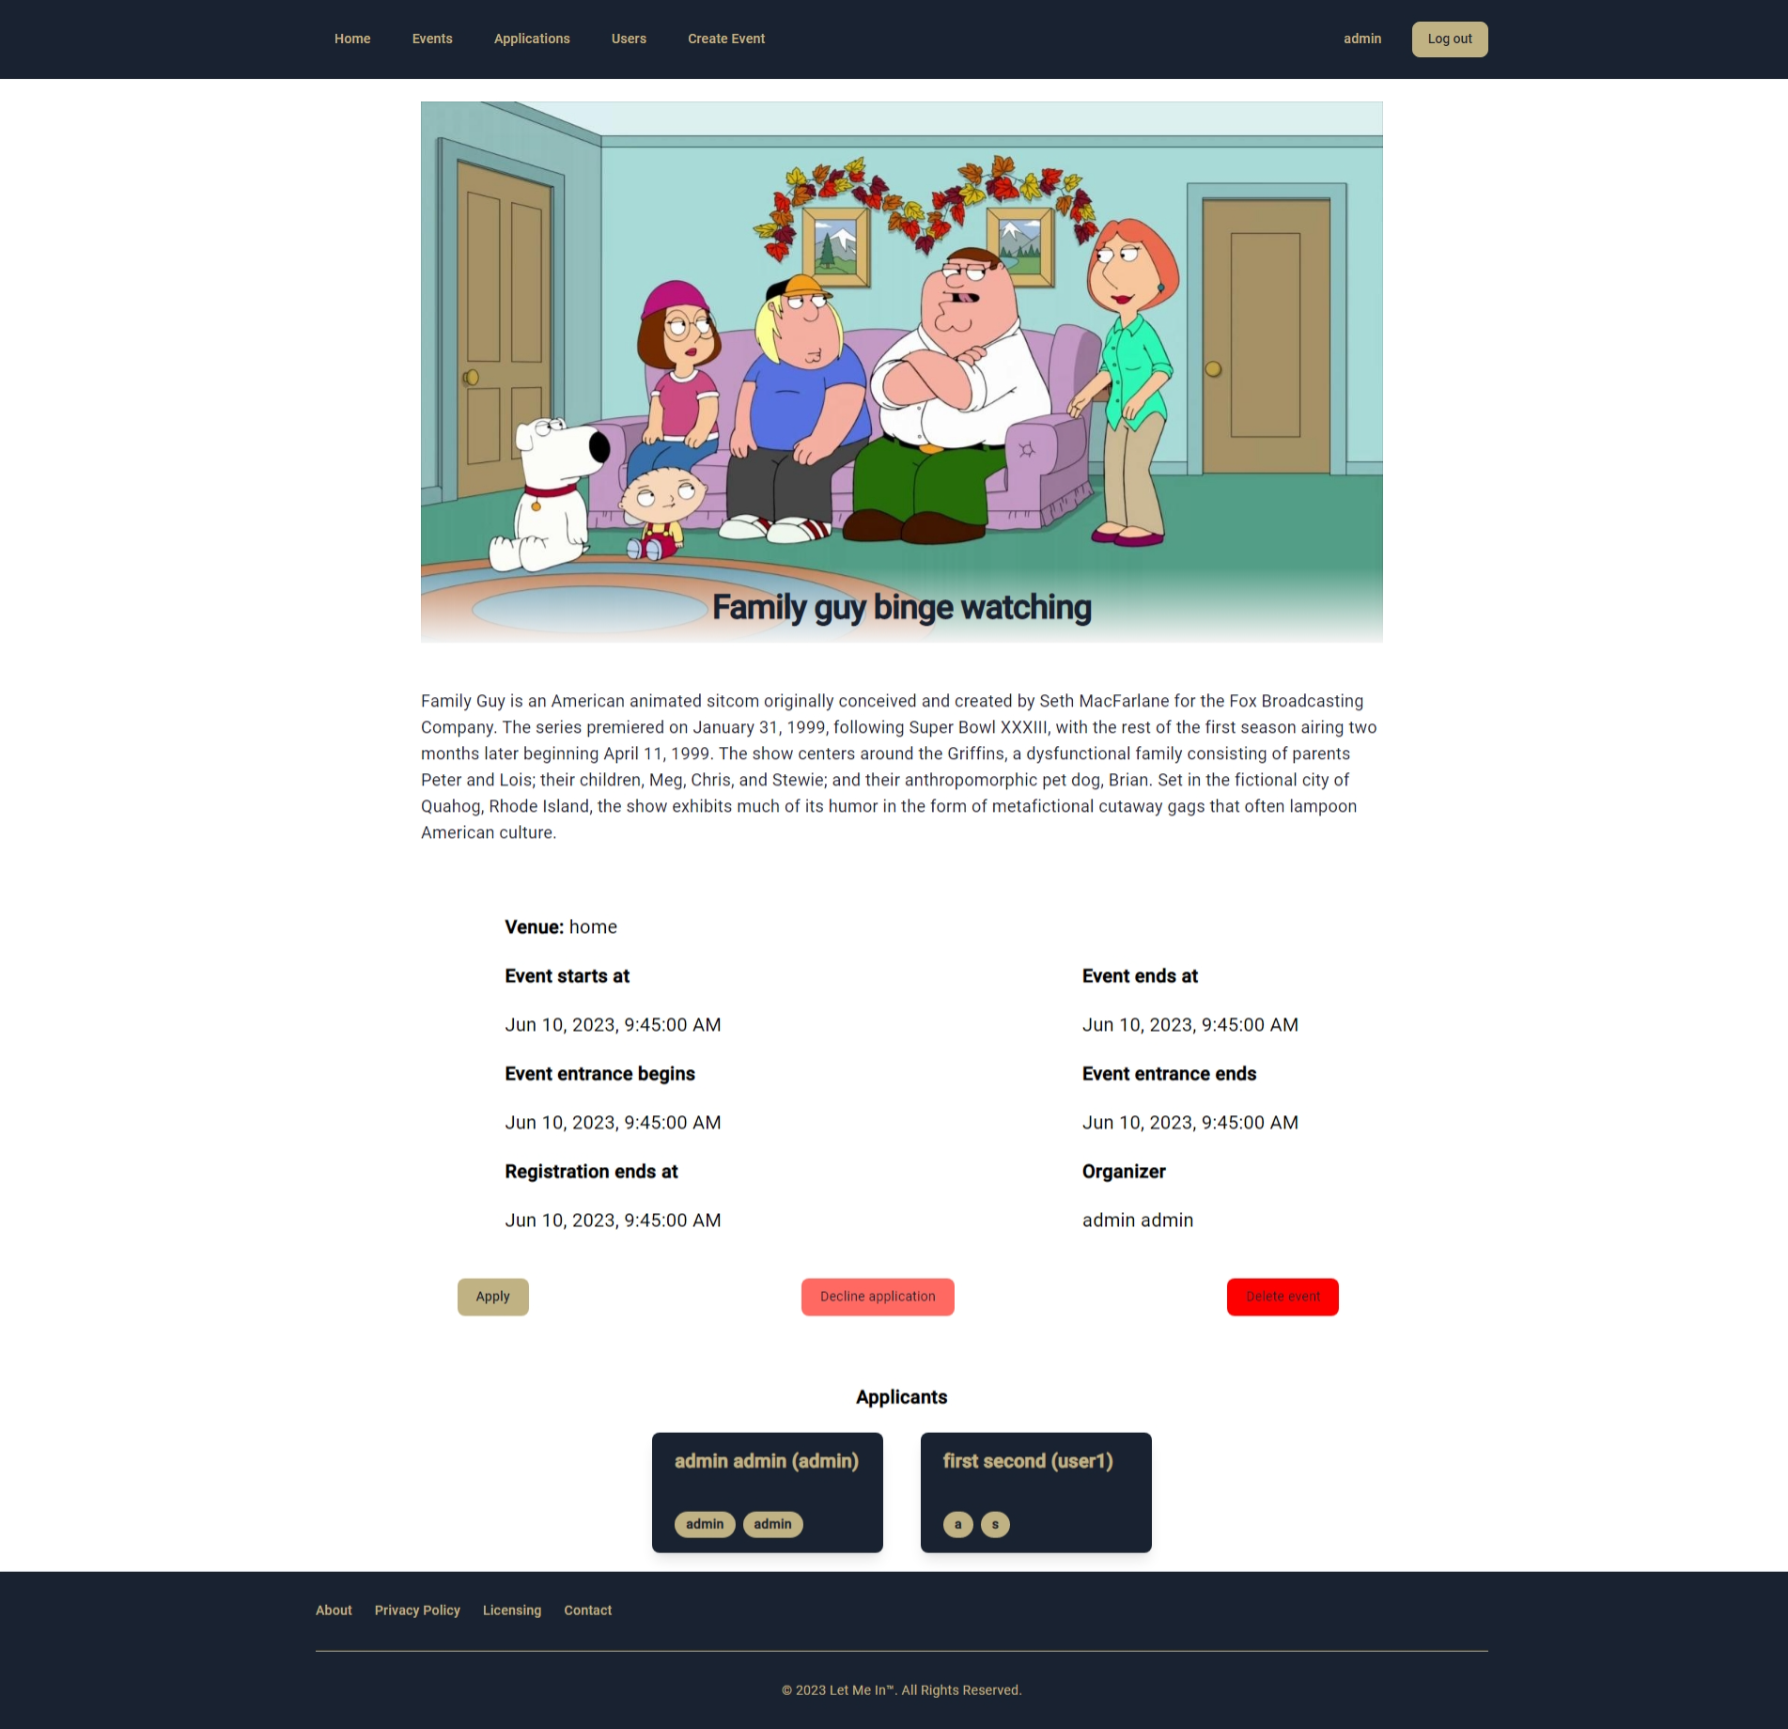 Home Events Applications Users Create Event admin Log out
Family guy binge watching
Family Guy is an American animated sitcom originally conceived and created by Seth MacFarlane for the Fox Broadcasting
Company. The series premiered on January 31, 1999, following Super Bowl XXXIII, with the rest of the first season airing two
months later beginning April 11, 1999. The show centers around the Griffins, a dysfunctional family consisting of parents
Peter and Lois; their children, Meg, Chris, and Stewie; and their anthropomorphic pet dog, Brian. Set in the fictional city of
Quahog, Rhode Island, the show exhibits much of its humor in the form of metafictional cutaway gags that often lampoon
American culture.
Venue: home
Event starts at Event ends at
Jun 10, 2023, 9:45:00 AM Jun 10, 2023, 9:45:00 AM
Event entrance begins Event entrance ends
Jun 10, 2023, 9:45:00 AM Jun 10, 2023, 9:45:00 AM
Registration ends at Organizer
Jun 10, 2023, 9:45:00 AM admin admin
Apply Decline application Delete event
Applicants
admin admin (admin) first second (user1)
admin admin a s
About Privacy Policy Licensing Contact
© 2023 Let Me In™. All Rights Reserved.